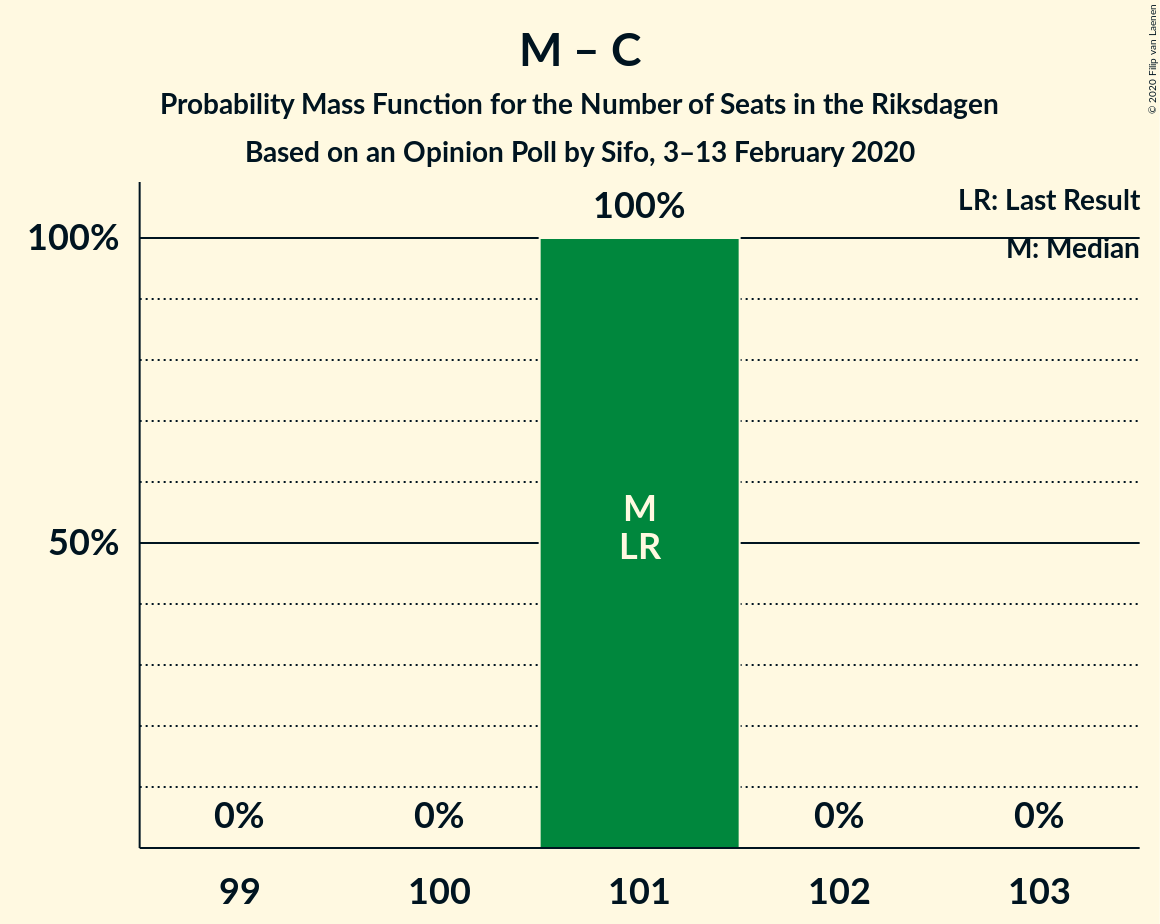 M – C
Probability Mass Function for the Number of Seats in the Riksdagen
Based on an Opinion Poll by Sifo, 3–13 February 2020
© 2020 Filip van Laenen
LR: Last Result
M: Median
100%
100%
50%
M
LR
0%
0%
0%
0%
99
100
101
102
103